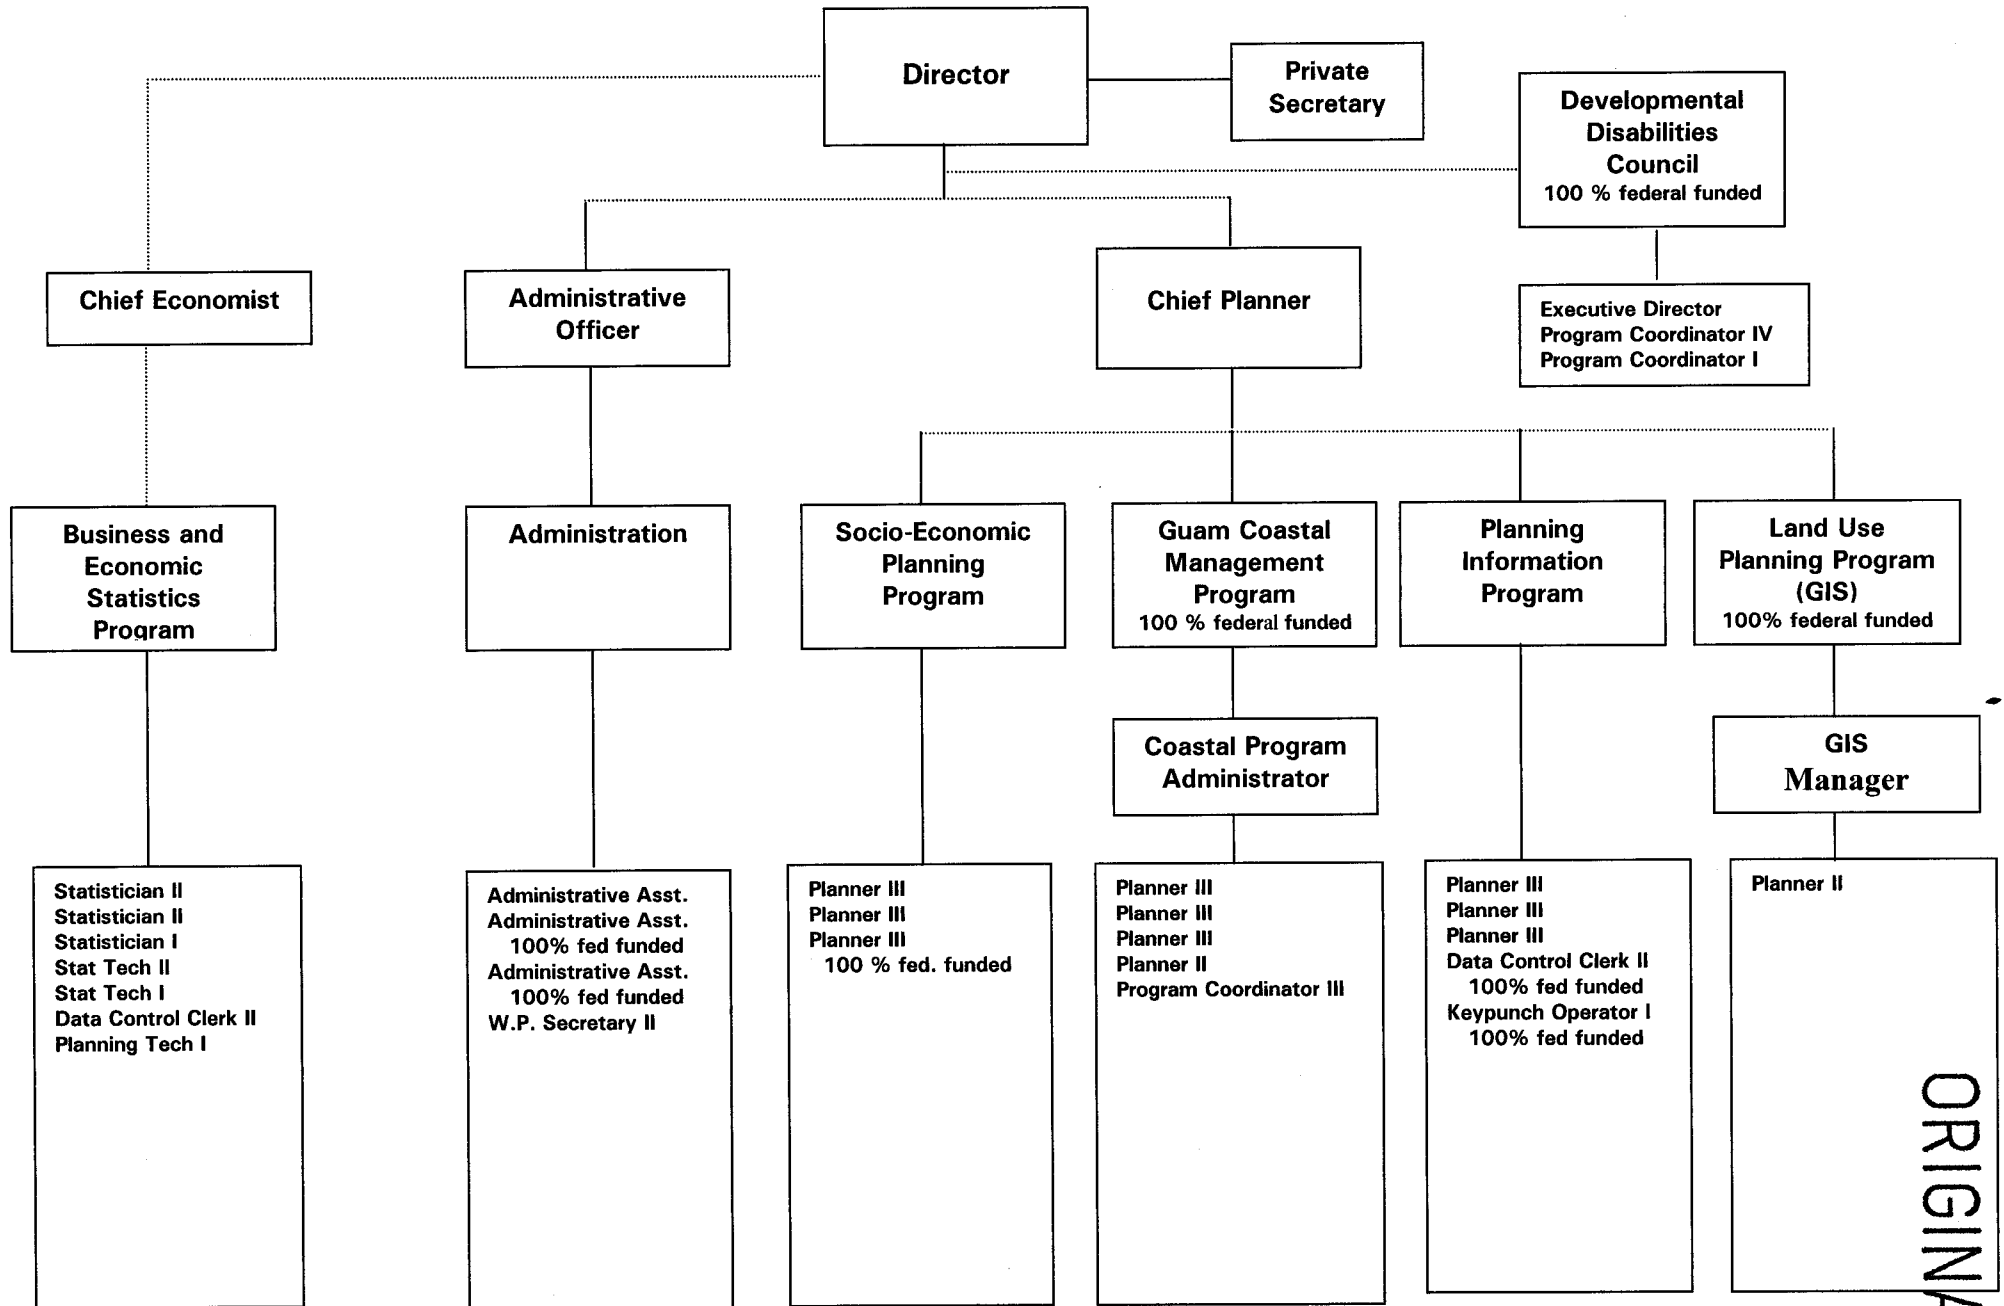 Director
Private
Secretary
Developmental
Disabilities
Council
100 % federal funded
Chief Economist
Administrative
Officer
Chief Planner
Executive Director
Program Coordinator IV
Program Coordinator I
Business and
Economic
Statistics
Program
Administration
Socio-Economic
Planning
Program
Guam Coastal
Management
Program
100 % federal funded
Planning
Information
Program
Land Use
Planning Program
(GIS)
100% federal funded
Coastal Program
Administrator
GIS
Manager
Statistician II
Statistician II
Statistician I
Stat Tech II
Stat Tech I
Data Control Clerk II
Planning Tech I
Administrative Asst.
Administrative Asst.
100% fed funded
Administrative Asst.
100% fed funded
W.P. Secretary II
Planner III
Planner III
Planner III
100 % fed. funded
Planner III
Planner III
Planner III
Planner II
Program Coordinator III
Planner III
Planner III
Planner III
Data Control Clerk II
100% fed funded
Keypunch Operator I
100% fed funded
Planner II
ORIGINA